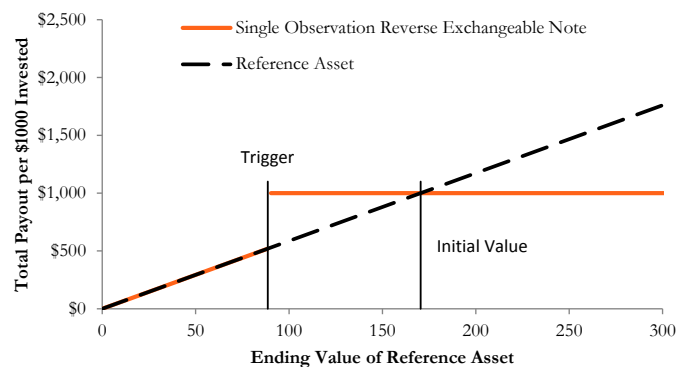 $2,500
$2,000
$1,500
$1,000
$500
$0
Total Payout per $1000 Invested
Single Observation Reverse Exchangeable Note
Reference Asset
Trigger
Initial Value
0 50 100 150 200 250 300
Ending Value of Reference Asset